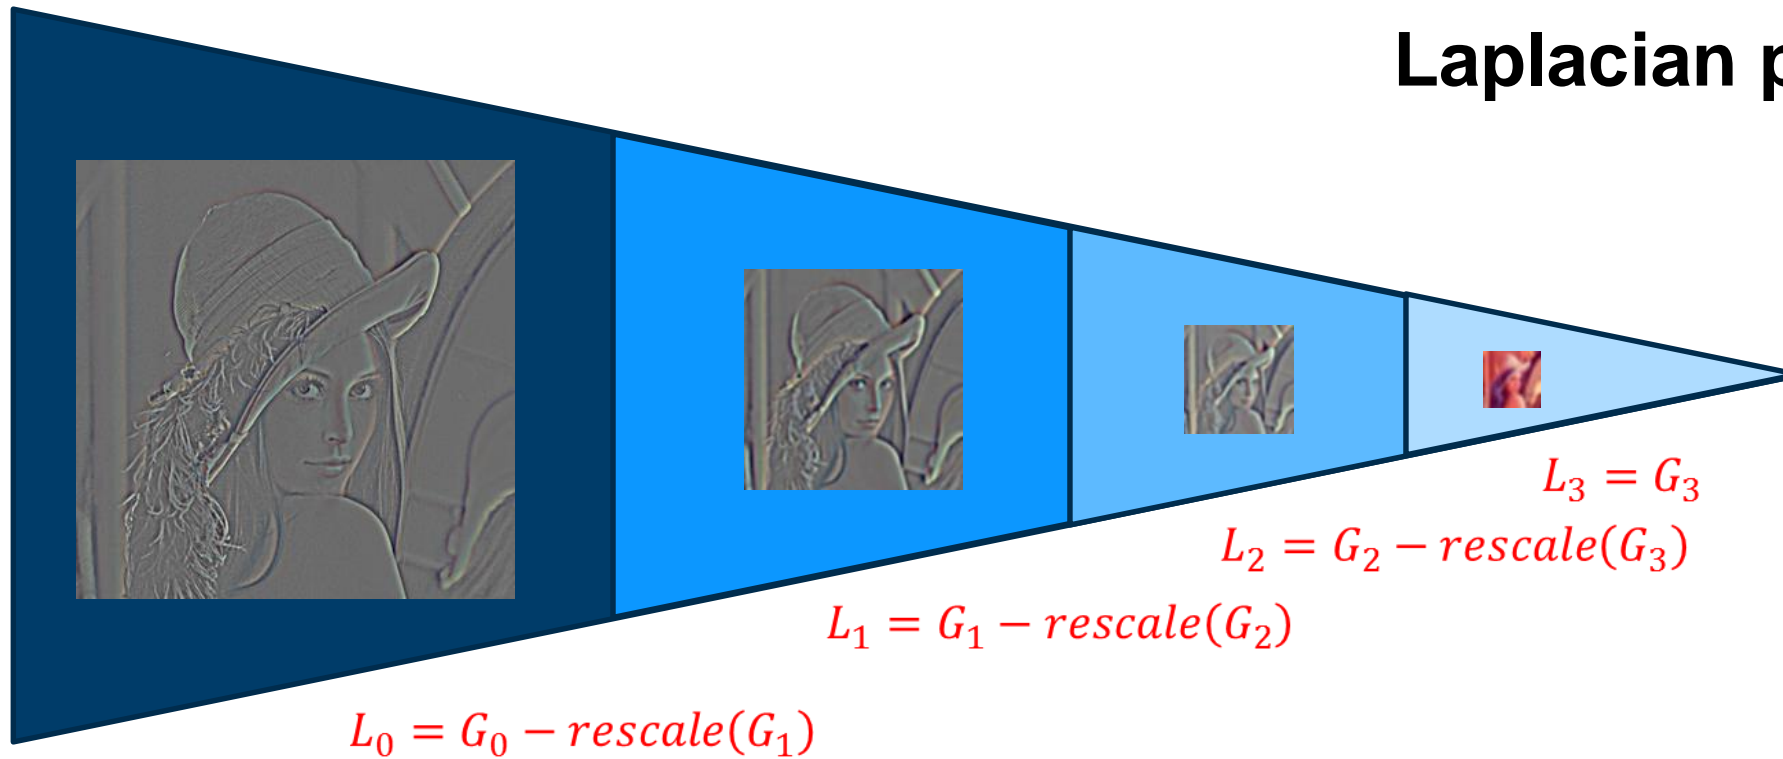 Laplacian p
L₃ = G₃
L₂ = G₂ − rescale(G₃)
L₁ = G₁ − rescale(G₂)
L₀ = G₀ − rescale(G₁)